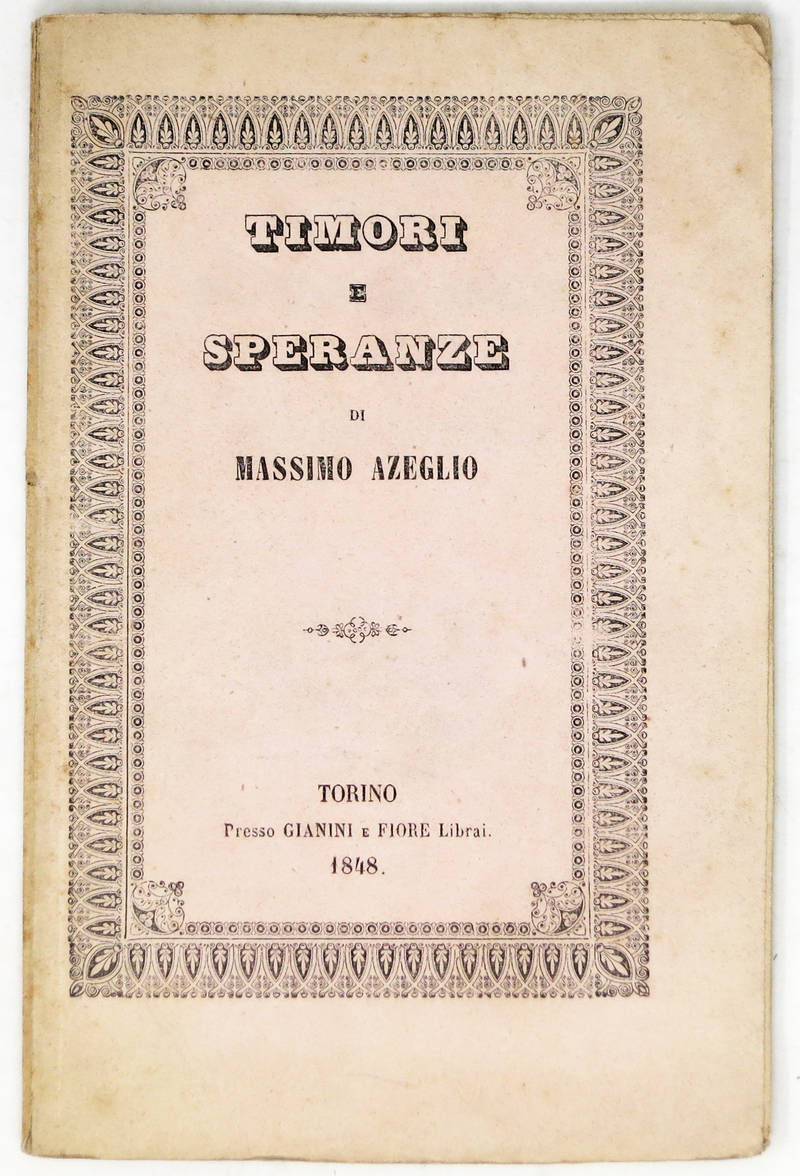 TIMORI
E
SPERANZE
DI
MASSIMO AZEGLIO
TORINO
Presso GIANINI E FIORE Librai.
1848.